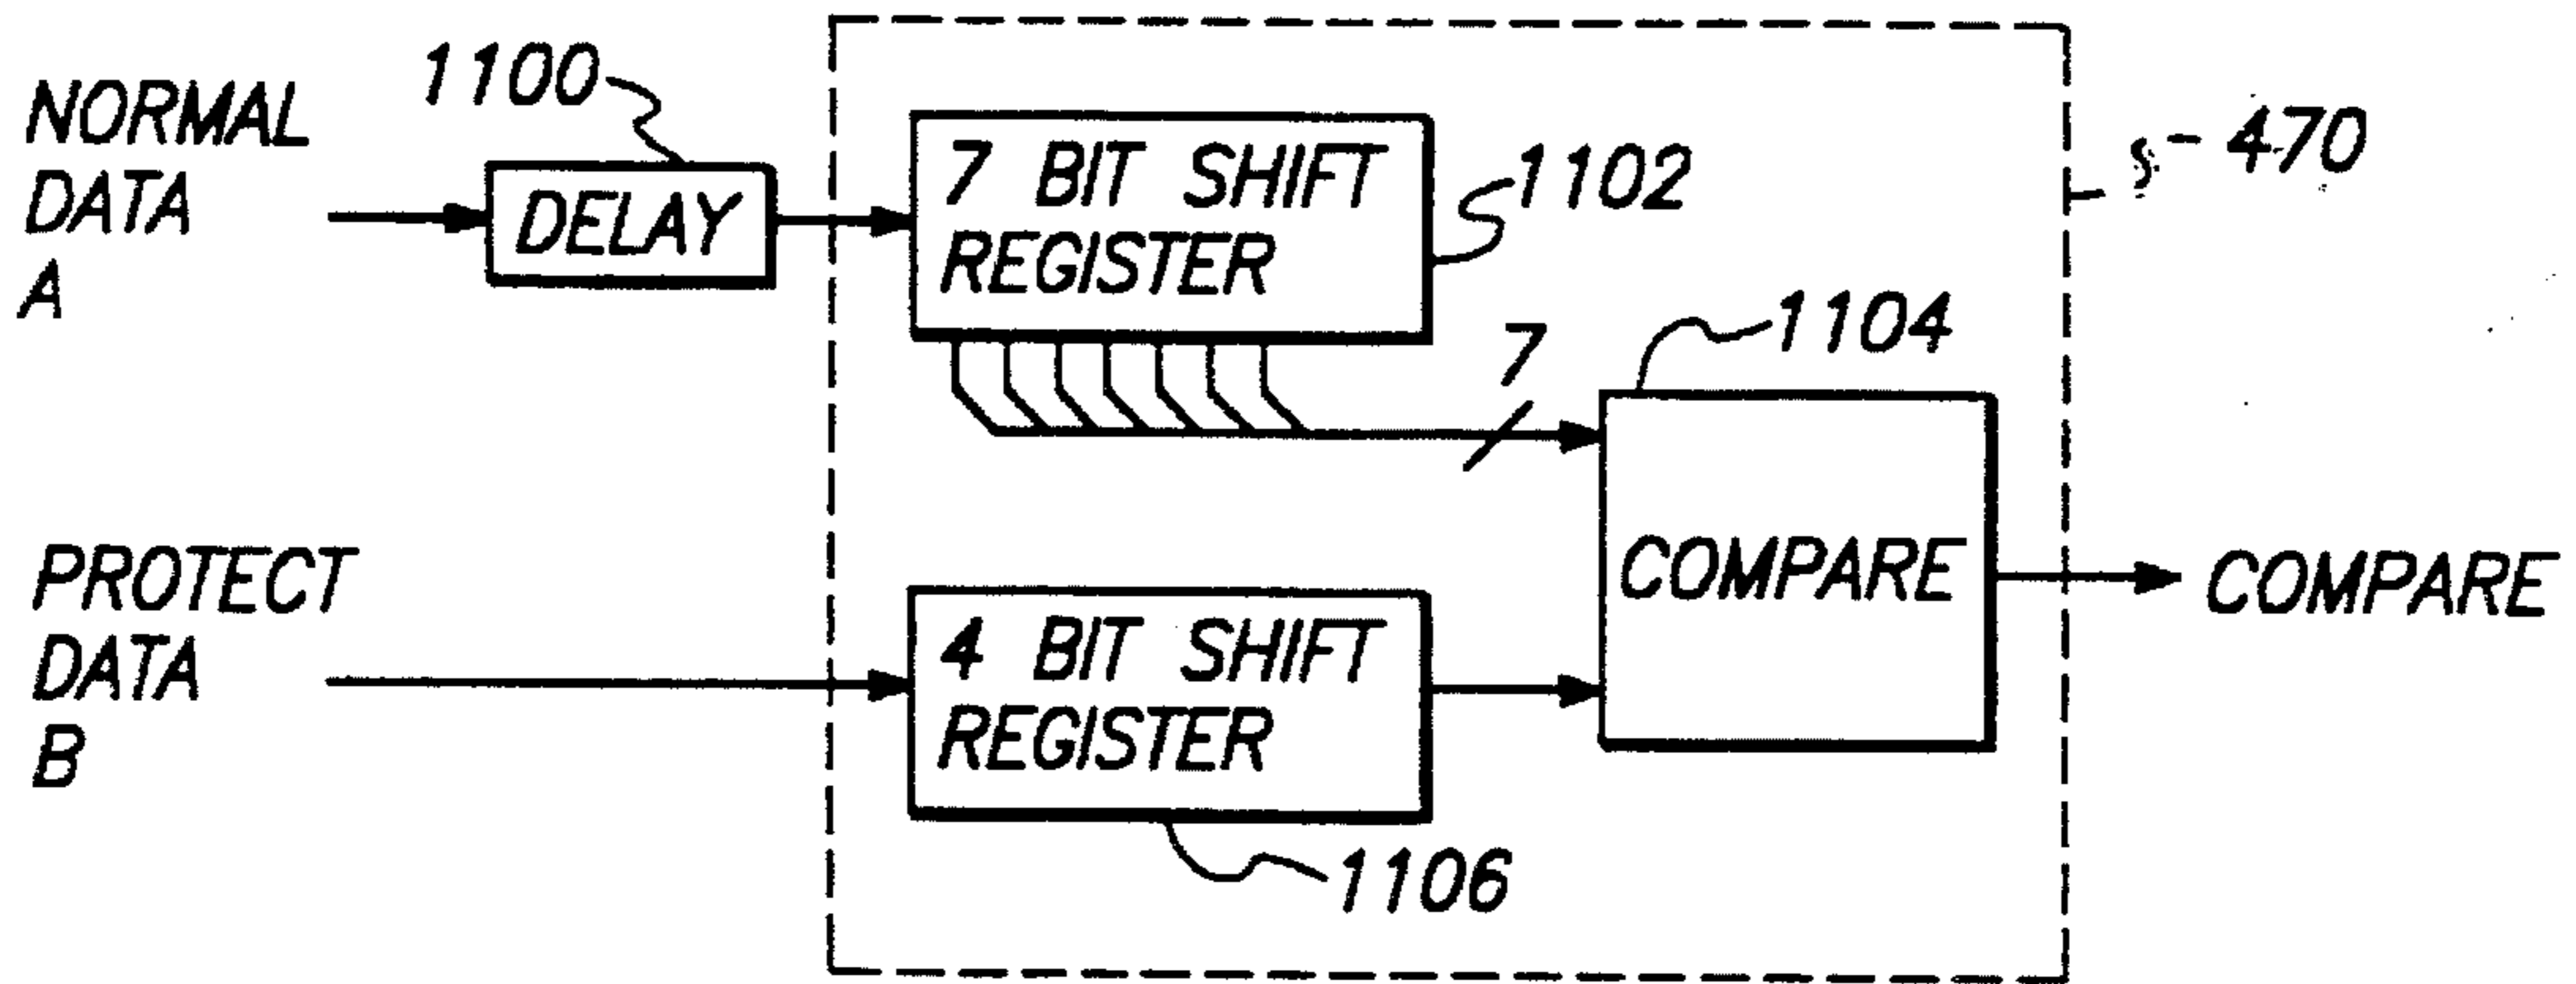 NORMAL
DATA
A
1100
DELAY
7 BIT SHIFT
REGISTER
1102
470
7
1104
COMPARE
COMPARE
PROTECT
DATA
B
4 BIT SHIFT
REGISTER
1106